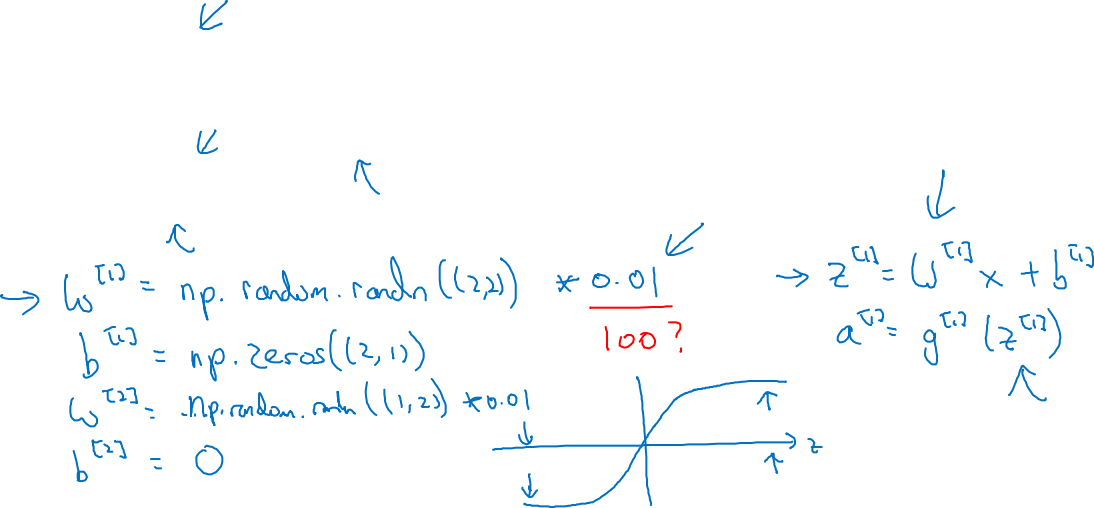 → W^[1] = np.random.randn((2,2)) * 0.01
100?
b^[1] = np.zeros((2,1))
W^[2] = np.random.randn((1,2)) * 0.01
b^[2] = 0
→ z^[1] = W^[1] x + b^[1]
a^[1] = g^[1](z^[1])
z